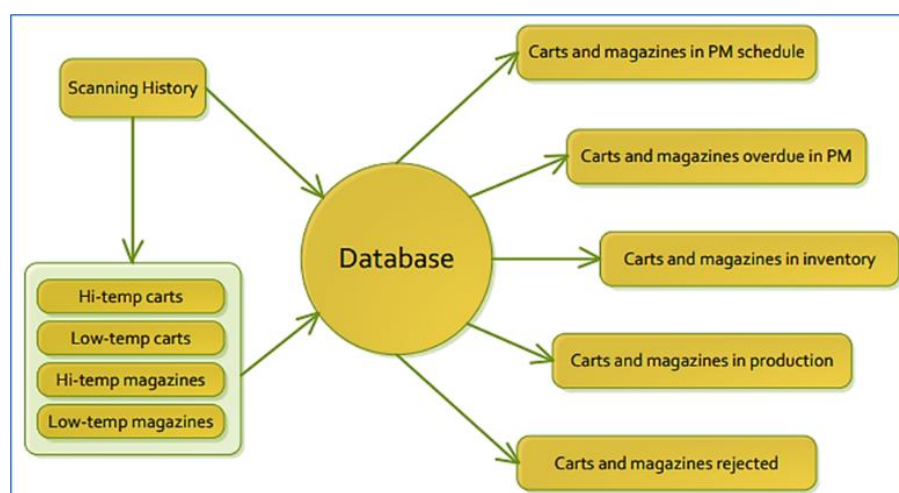 Scanning History
Hi-temp carts
Low-temp carts
Hi-temp magazines
Low-temp magazines
Database
Carts and magazines in PM schedule
Carts and magazines overdue in PM
Carts and magazines in inventory
Carts and magazines in production
Carts and magazines rejected